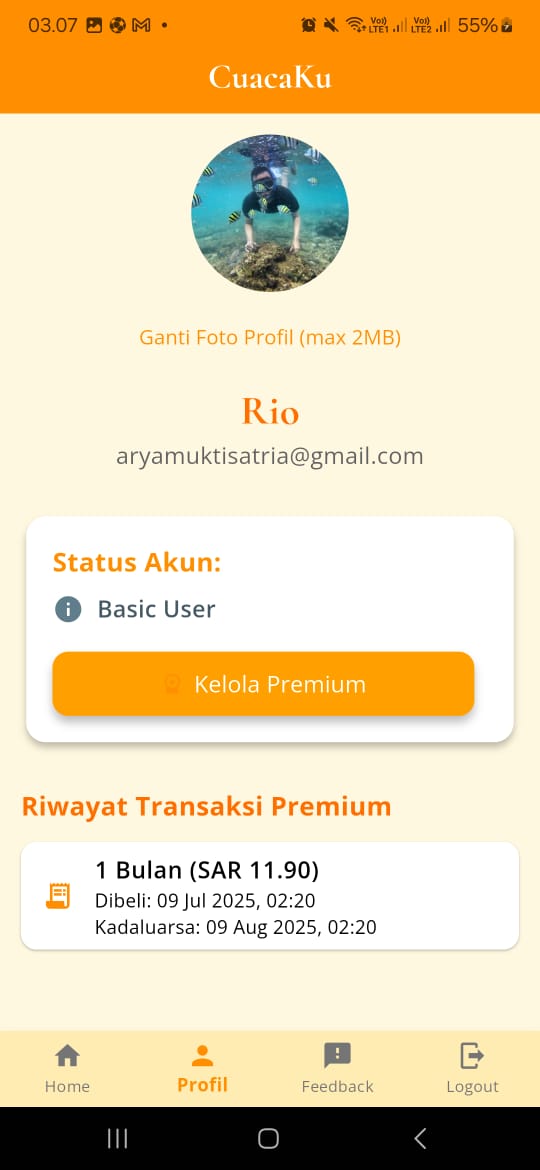 03.07 Vo)) LTE1 Vo)) LTE2 55%
CuacaKu
Ganti Foto Profil (max 2MB)
Rio
aryamuktisatria@gmail.com
Status Akun:
Basic User
Kelola Premium
Riwayat Transaksi Premium
1 Bulan (SAR 11.90)
Dibeli: 09 Jul 2025, 02:20
Kadaluarsa: 09 Aug 2025, 02:20
Home Profil Feedback Logout